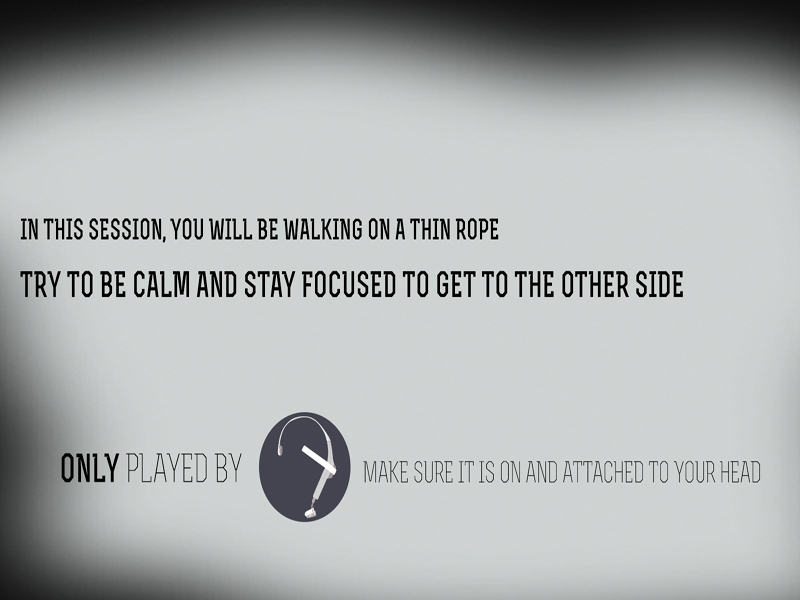 IN THIS SESSION, YOU WILL BE WALKING ON A THIN ROPE
TRY TO BE CALM AND STAY FOCUSED TO GET TO THE OTHER SIDE
ONLY PLAYED BY MAKE SURE IT IS ON AND ATTACHED TO YOUR HEAD